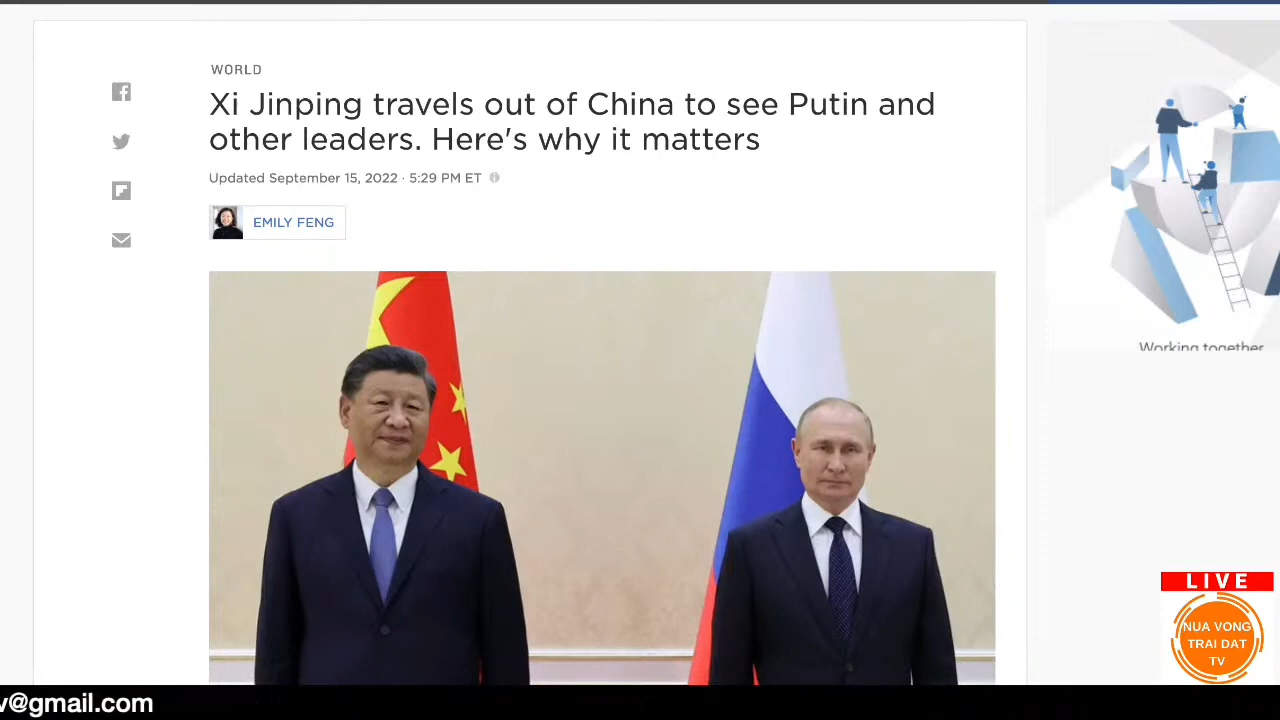 WORLD
Xi Jinping travels out of China to see Putin and
other leaders. Here's why it matters
Updated September 15, 2022 · 5:29 PM ET
EMILY FENG
Working together
LIVE
NUA VONG
TRAI DAT
TV
v@gmail.com